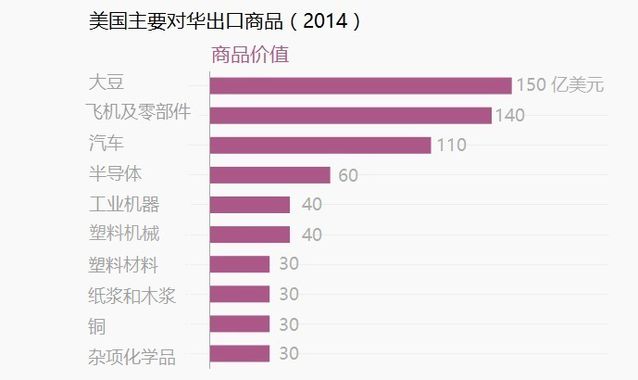 美国主要对华出口商品（2014）
商品价值
大豆 150 亿美元
飞机及零部件 140
汽车 110
半导体 60
工业机器 40
塑料机械 40
塑料材料 30
纸浆和木浆 30
铜 30
杂项化学品 30